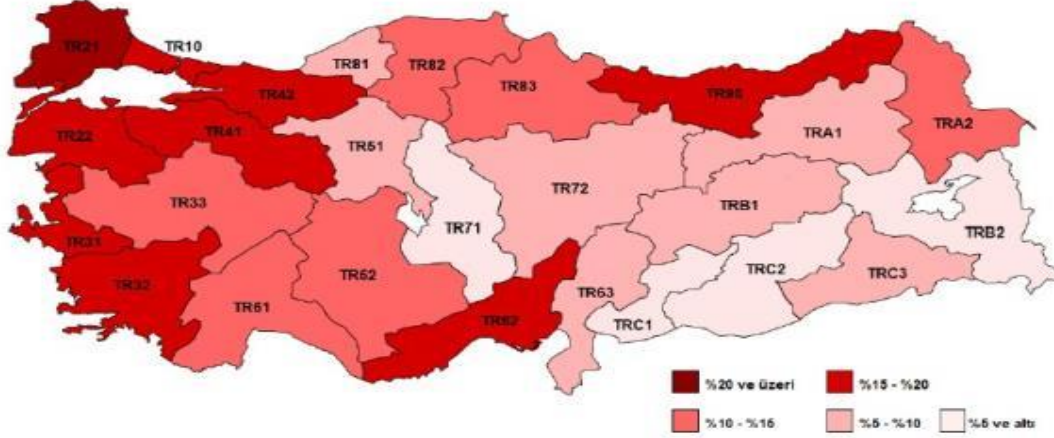 TR21
TR10
TR81
TR82
TR42
TR83
TR90
TR22
TR41
TR51
TRA1
TRA2
TR72
TR33
TRB1
TR71
TRB2
TR31
TR52
TRC2
TRC3
TR32
TR63
TR61
TR62
TRC1
%20 ve üzeri
%15 - %20
%10 - %15
%5 - %10
%5 ve altı